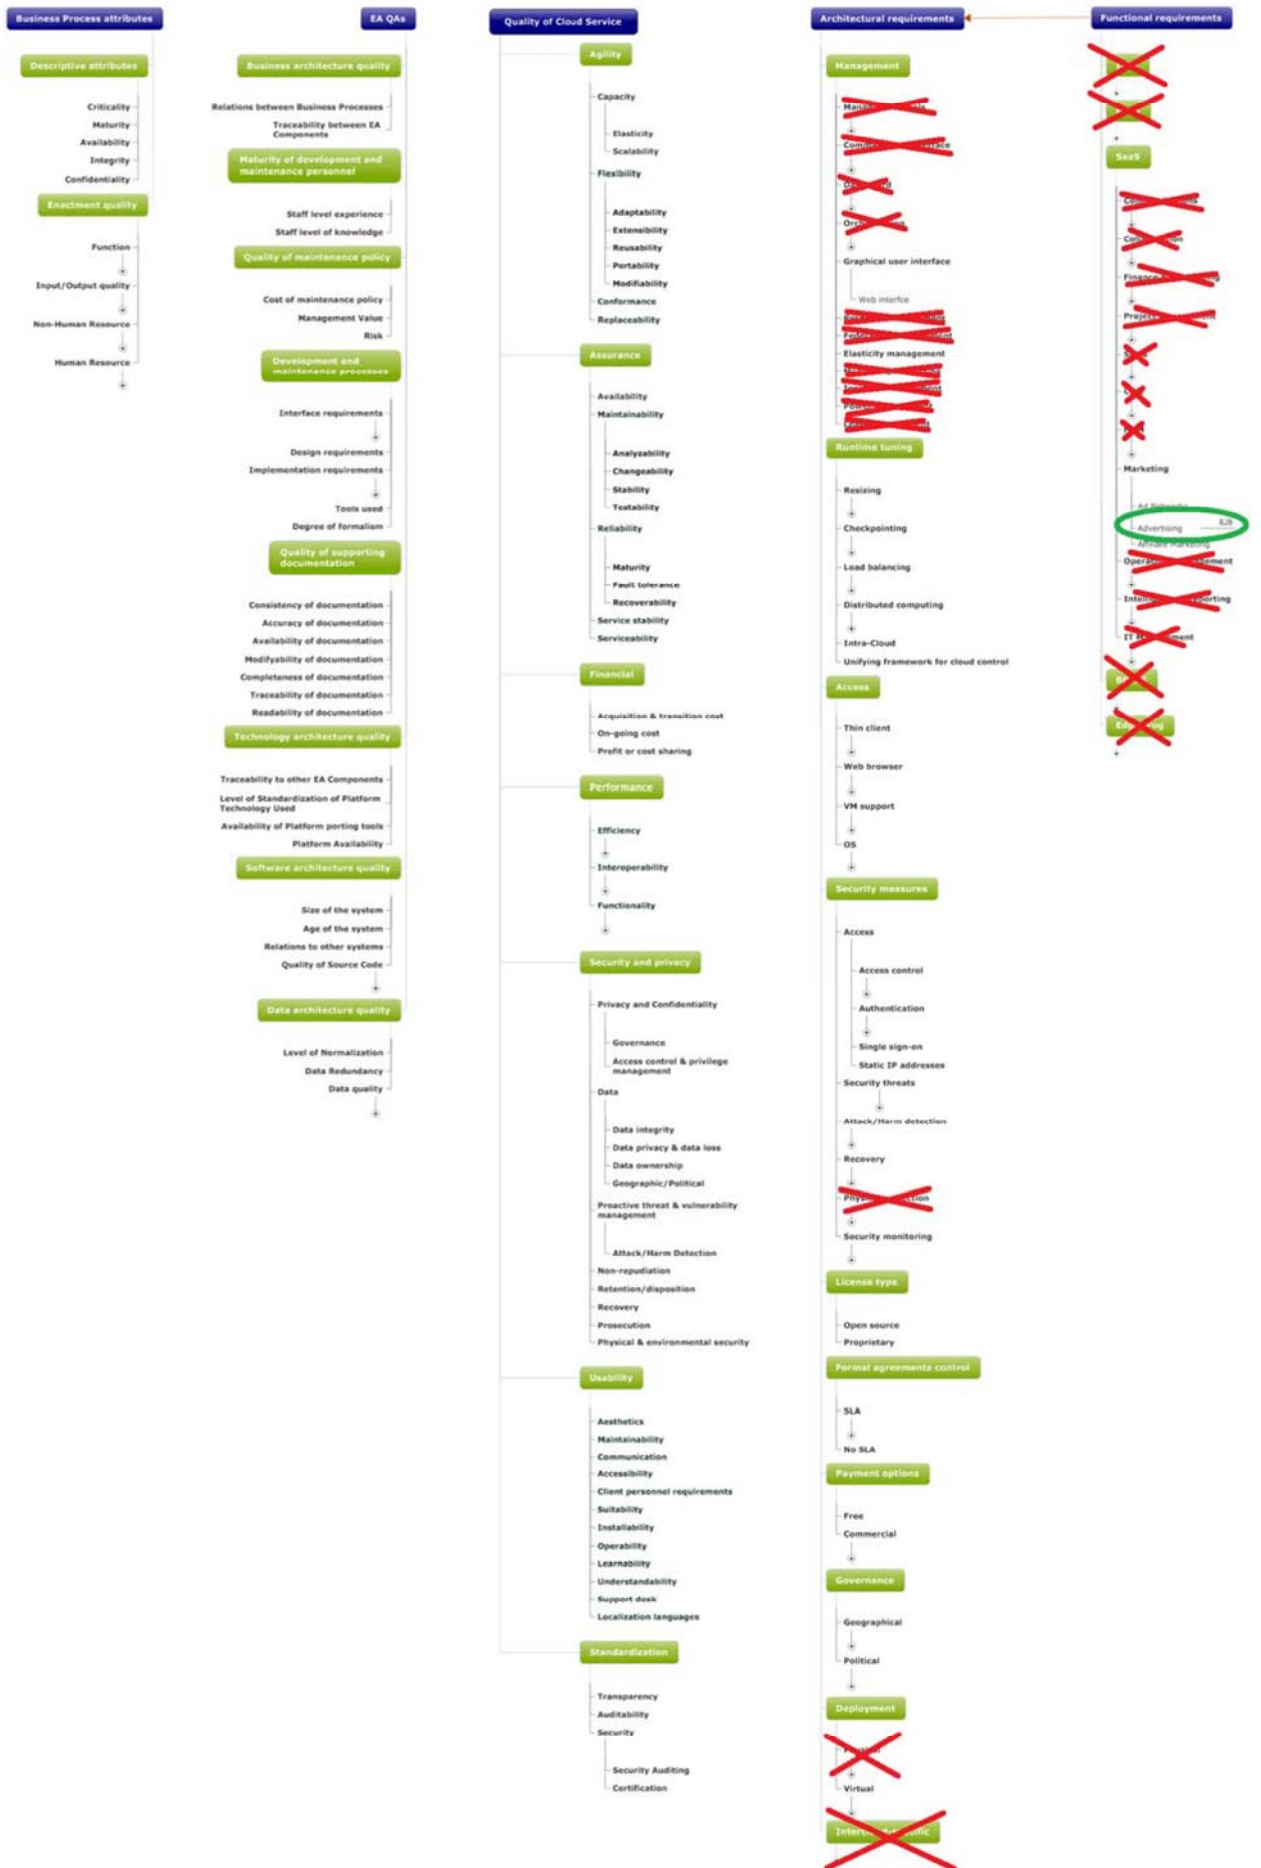 Business Process attributes
Descriptive attributes
Criticality
Maturity
Availability
Integrity
Confidentiality
Enactment quality
Function
Input/Output quality
Non-Human Resource
Human Resource
EA QAs
Business architecture quality
Relations between Business Processes
Traceability between EA
Components
Maturity of development and
maintenance personnel
Staff level experience
Staff level of knowledge
Quality of maintenance policy
Cost of maintenance policy
Management Value
Risk
Development and
maintenance processes
Interface requirements
Design requirements
Implementation requirements
Tools used
Degree of formalism
Quality of supporting
documentation
Consistency of documentation
Accuracy of documentation
Availability of documentation
Modifyability of documentation
Completeness of documentation
Traceability of documentation
Readability of documentation
Technology architecture quality
Traceability to other EA Components
Level of Standardization of Platform
Technology Used
Availability of Platform porting tools
Platform Availability
Software architecture quality
Size of the system
Age of the system
Relations to other systems
Quality of Source Code
Data architecture quality
Level of Normalization
Data Redundancy
Data quality
Quality of Cloud Service
Agility
Capacity
Elasticity
Scalability
Flexibility
Adaptability
Extensibility
Reusability
Portability
Modifiability
Conformance
Replaceability
Assurance
Availability
Maintainability
Analyzability
Changeability
Stability
Testability
Reliability
Maturity
Fault tolerance
Recoverability
Service stability
Serviceability
Financial
Acquisition & transition cost
On-going cost
Profit or cost sharing
Performance
Efficiency
Interoperability
Functionality
Security and privacy
Privacy and Confidentiality
Governance
Access control & privilege
management
Data
Data integrity
Data privacy & data loss
Data ownership
Geographic/Political
Proactive threat & vulnerability
management
Attack/Harm Detection
Non-repudiation
Retention/disposition
Recovery
Prosecution
Physical & environmental security
Usability
Aesthetics
Maintainability
Communication
Accessibility
Client personnel requirements
Suitability
Installability
Operability
Learnability
Understandability
Support desk
Localization languages
Standardization
Transparency
Auditability
Security
Security Auditing
Certification
Architectural requirements
Management
Graphical user interface
Web interfce
Elasticity management
Runtime tuning
Resizing
Checkpointing
Load balancing
Distributed computing
Intra-Cloud
Unifying framework for cloud control
Access
Thin client
Web browser
VM support
OS
Security measures
Access
Access control
Authentication
Single sign-on
Static IP addresses
Security threats
Attack/Harm detection
Recovery
Security monitoring
License type
Open source
Proprietary
Formal agreements control
SLA
No SLA
Payment options
Free
Commercial
Governance
Geographical
Political
Deployment
Virtual
Functional requirements
SaaS
Marketing
Ad Networks
Advertising
B2B
Affiliate Marketing